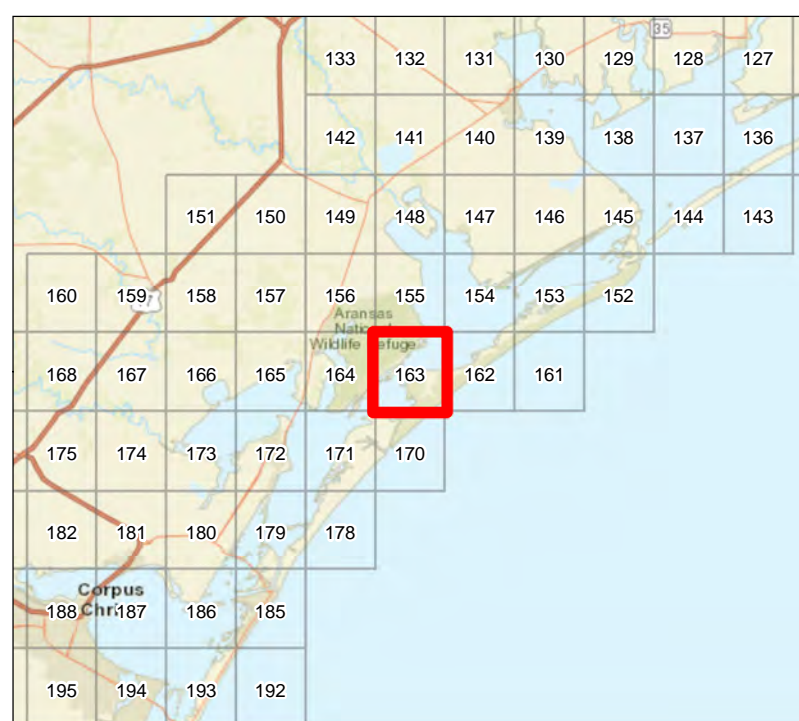 35
133 132 131 130 129 128 127
142 141 140 139 138 137 136
151 150 149 148 147 146 145 144 143
160 159 158 157 156 155 154 153 152
Aransas
National
Wildlife Refuge
168 167 166 165 164 163 162 161
175 174 173 172 171 170
182 181 180 179 178
Corpus
Chri
188 187 186 185
195 194 193 192